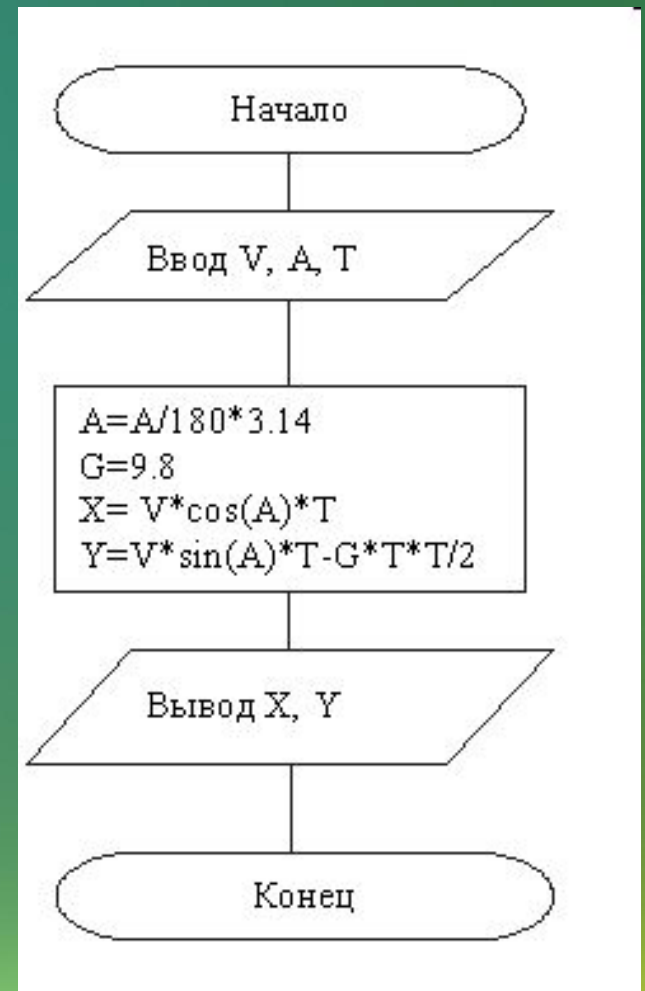 Начало
Ввод V, A, T
A=A/180*3.14
G=9.8
X= V*cos(A)*T
Y=V*sin(A)*T-G*T*T/2
Вывод X, Y
Конец